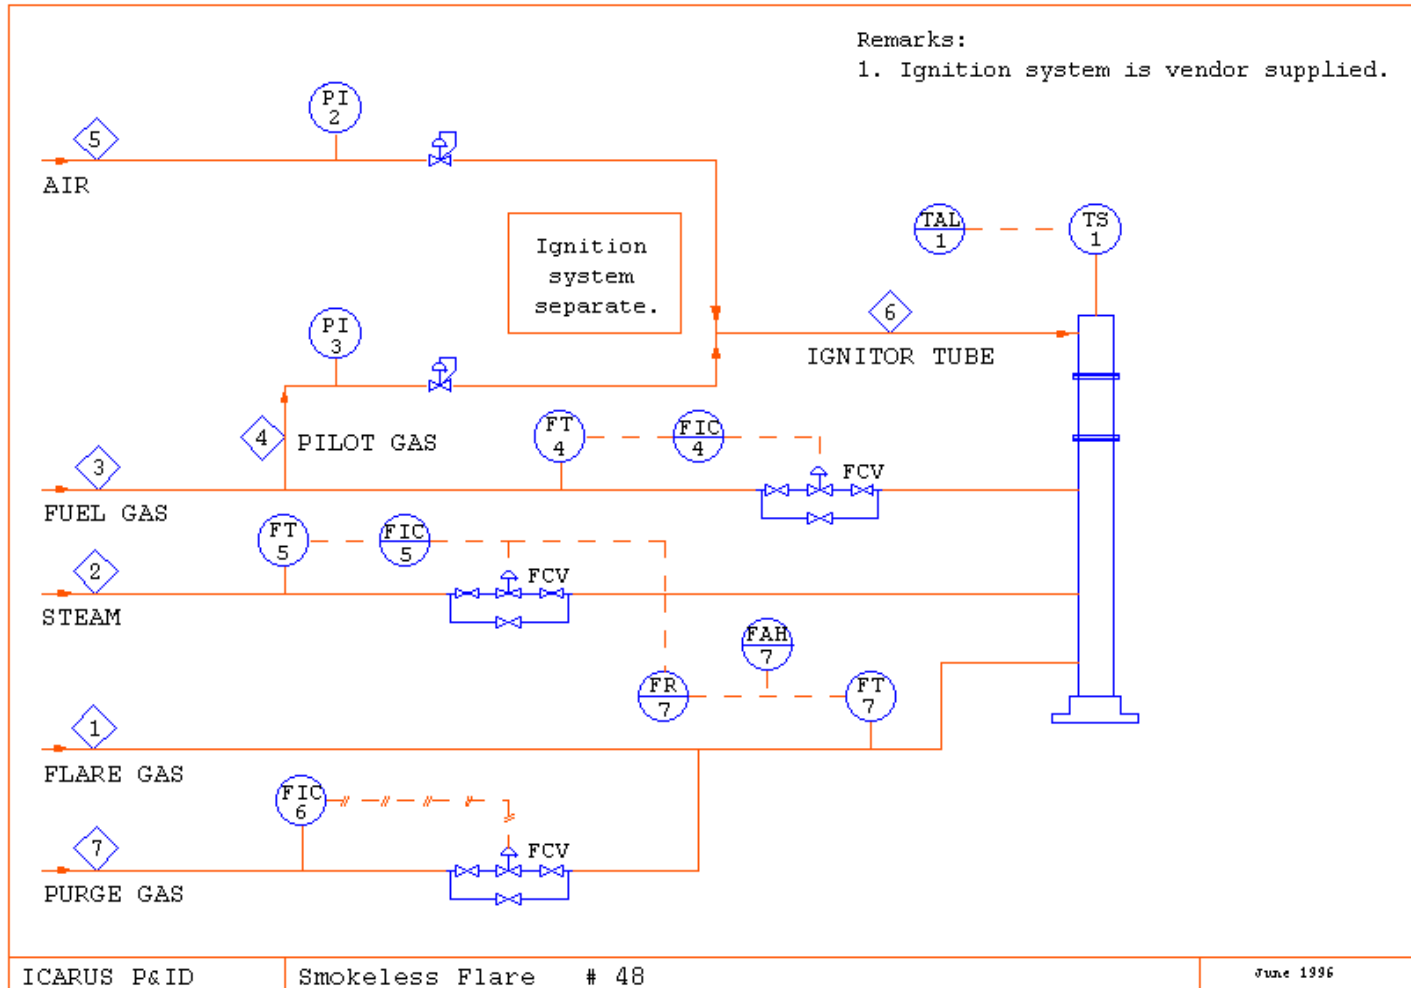 Remarks:
1. Ignition system is vendor supplied.
PI
2
5
AIR
Ignition
system
separate.
TAL
1
TS
1
6
IGNITOR TUBE
PI
3
4
PILOT GAS
FT
4
FIC
4
FCV
3
FUEL GAS
FT
5
FIC
5
FCV
2
STEAM
FAH
7
FR
7
FT
7
1
FLARE GAS
FIC
6
FCV
7
PURGE GAS
ICARUS P&ID
Smokeless Flare # 48
June 1996